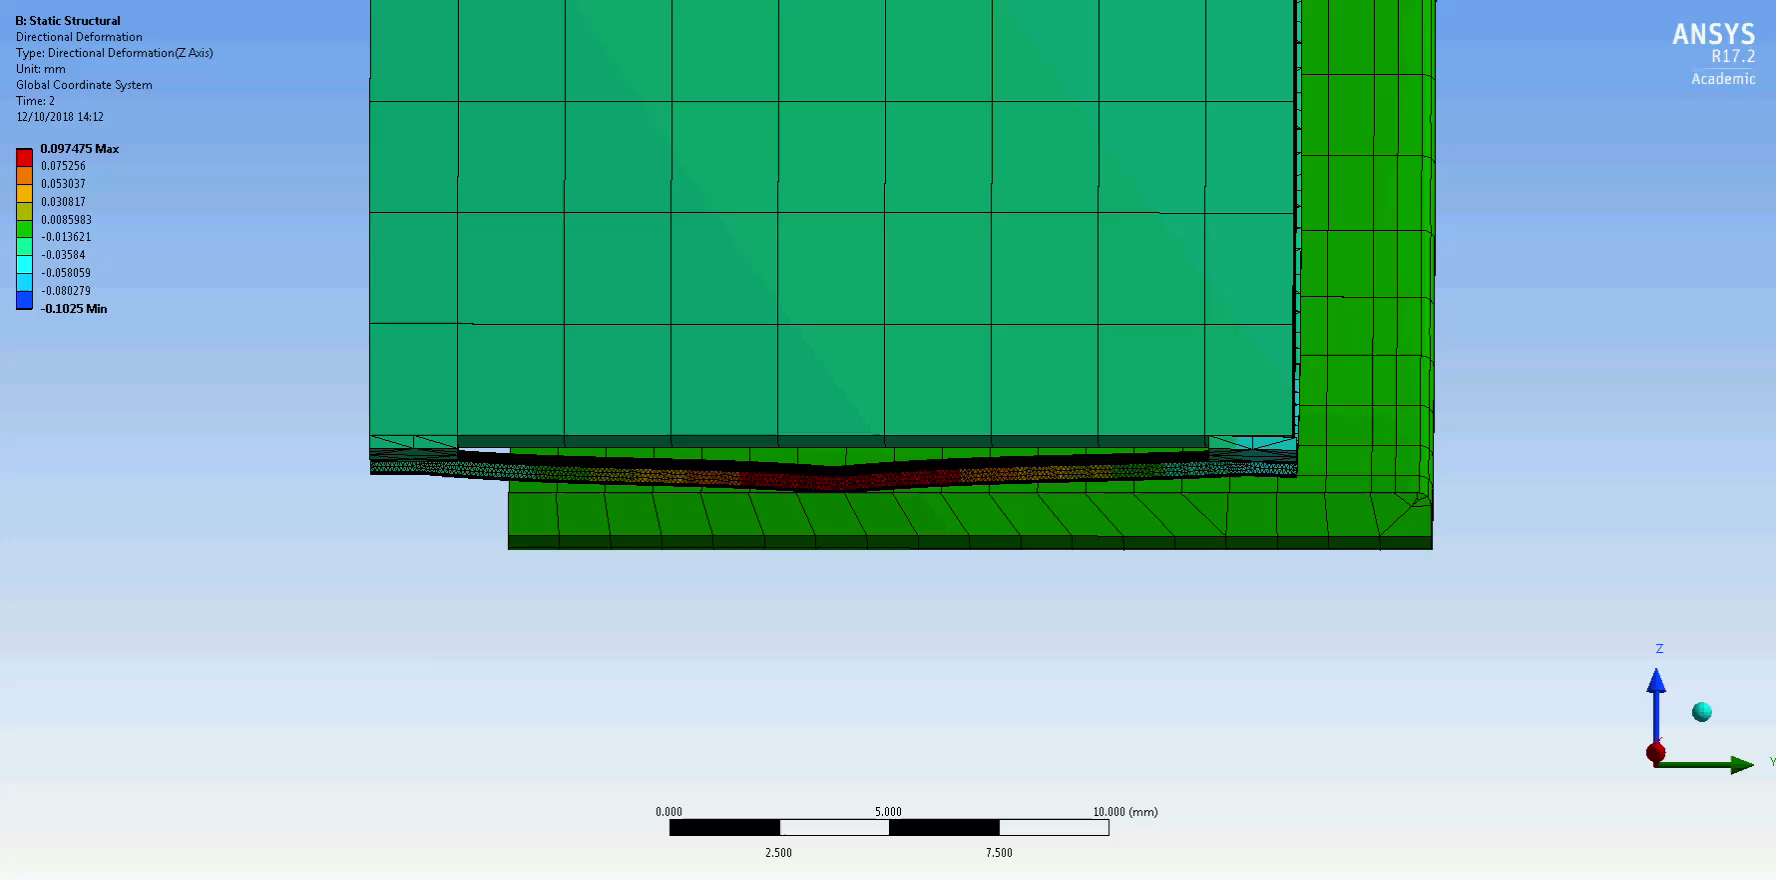 B: Static Structural
Directional Deformation
Type: Directional Deformation(Z Axis)
Unit: mm
Global Coordinate System
Time: 2
12/10/2018 14:12
0.097475 Max
0.075256
0.053037
0.030817
0.0085983
-0.013621
-0.03584
-0.058059
-0.080279
-0.1025 Min
ANSYS
R17.2
Academic
Z
X
Y
0.000 5.000 10.000 (mm)
2.500 7.500